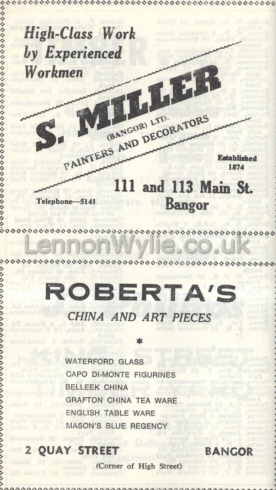 High-Class Work
by Experienced
Workmen
S. MILLER
(BANGOR) LTD.
PAINTERS AND DECORATORS
Established
1874
111 and 113 Main St.
Bangor
Telephone—5141
LennonWylie.co.uk
ROBERTA'S
CHINA AND ART PIECES
*
WATERFORD GLASS
CAPO DI-MONTE FIGURINES
BELLEEK CHINA
GRAFTON CHINA TEA WARE
ENGLISH TABLE WARE
MASON'S BLUE REGENCY
2 QUAY STREET BANGOR
(Corner of High Street)